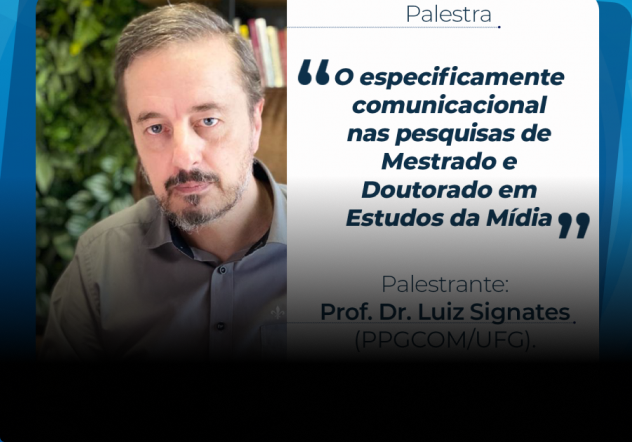 Palestra
“O especificamente
comunicacional
nas pesquisas de
Mestrado e
Doutorado em
Estudos da Mídia”
Palestrante:
Prof. Dr. Luiz Signates
(PPGCOM/UFG).